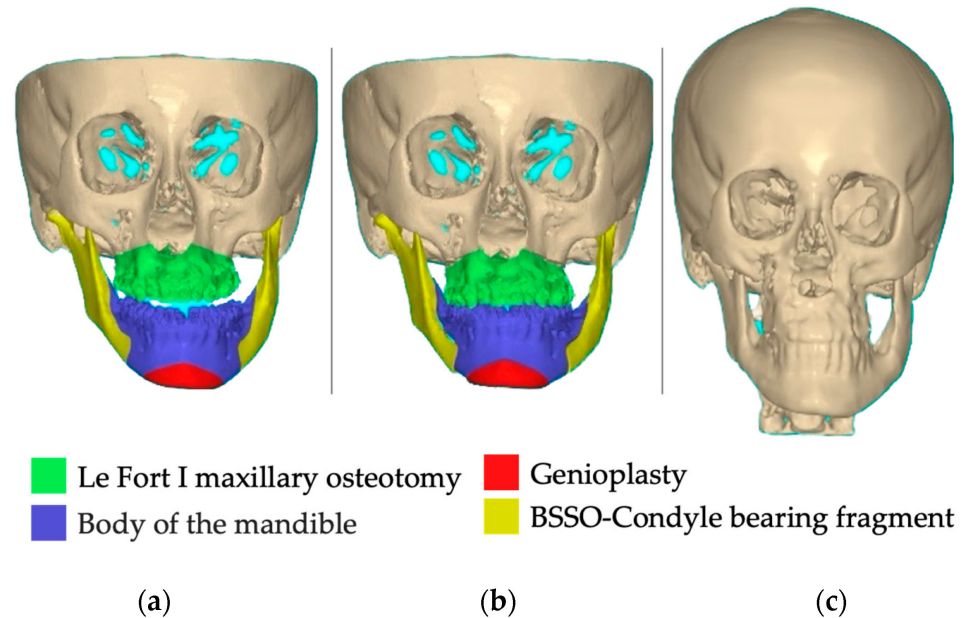 Le Fort I maxillary osteotomy
Genioplasty
Body of the mandible
BSSO-Condyle bearing fragment
(a)
(b)
(c)